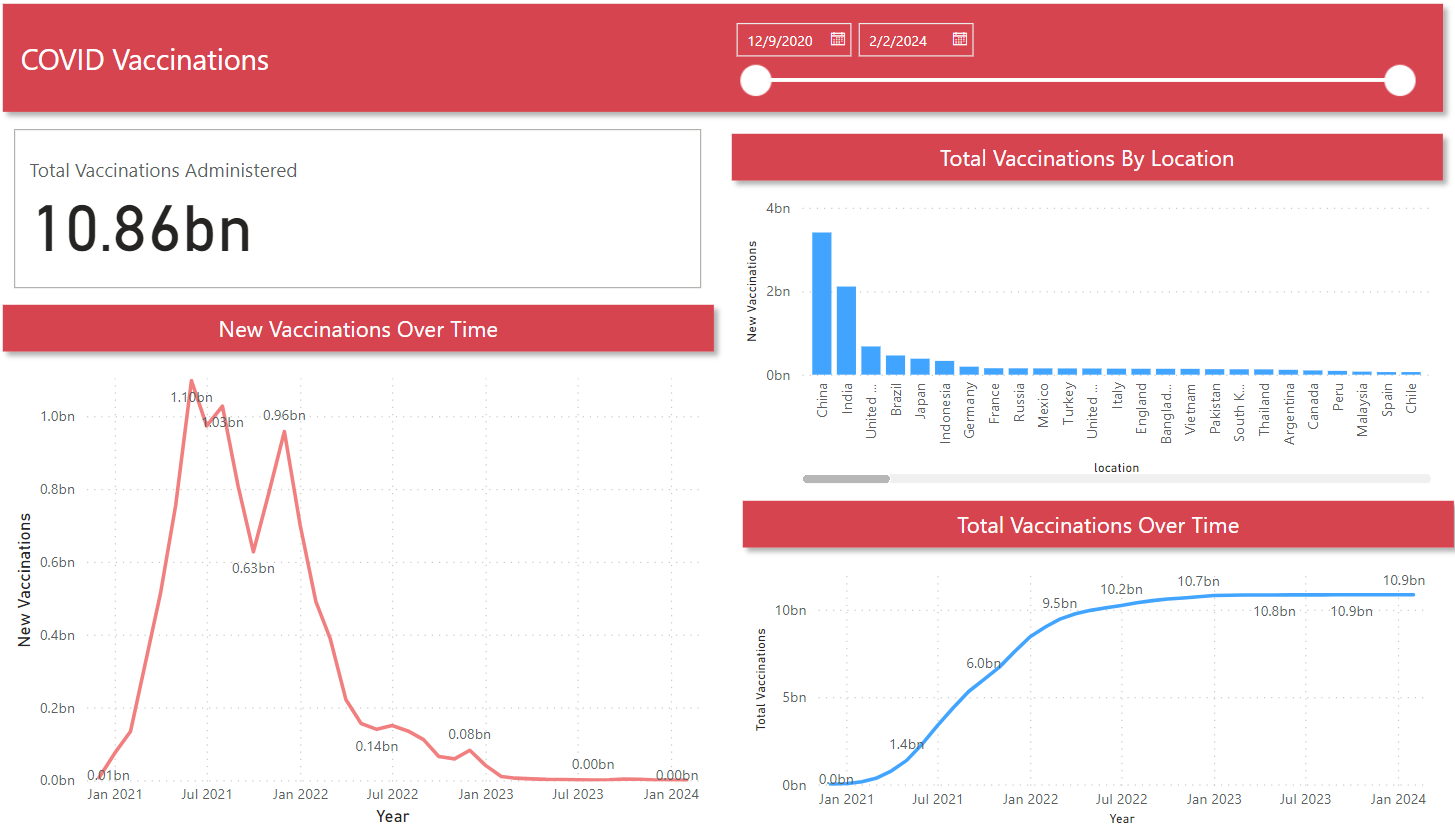 COVID Vaccinations
12/9/2020
2/2/2024
Total Vaccinations Administered
10.86bn
New Vaccinations Over Time
New Vaccinations
1.0bn
0.8bn
0.6bn
0.4bn
0.2bn
0.0bn
0.01bn
1.10bn
1.03bn
0.63bn
0.96bn
0.14bn
0.08bn
0.00bn
0.00bn
Jan 2021
Jul 2021
Jan 2022
Jul 2022
Jan 2023
Jul 2023
Jan 2024
Year
Total Vaccinations By Location
New Vaccinations
4bn
2bn
0bn
China
India
United ...
Brazil
Japan
Indonesia
Germany
France
Russia
Mexico
Turkey
United ...
Italy
England
Banglad...
Vietnam
Pakistan
South K...
Thailand
Argentina
Canada
Peru
Malaysia
Spain
Chile
location
Total Vaccinations Over Time
Total Vaccinations
10bn
5bn
0bn
0.0bn
1.4bn
6.0bn
9.5bn
10.2bn
10.7bn
10.8bn
10.9bn
10.9bn
Jan 2021
Jul 2021
Jan 2022
Jul 2022
Jan 2023
Jul 2023
Jan 2024
Year